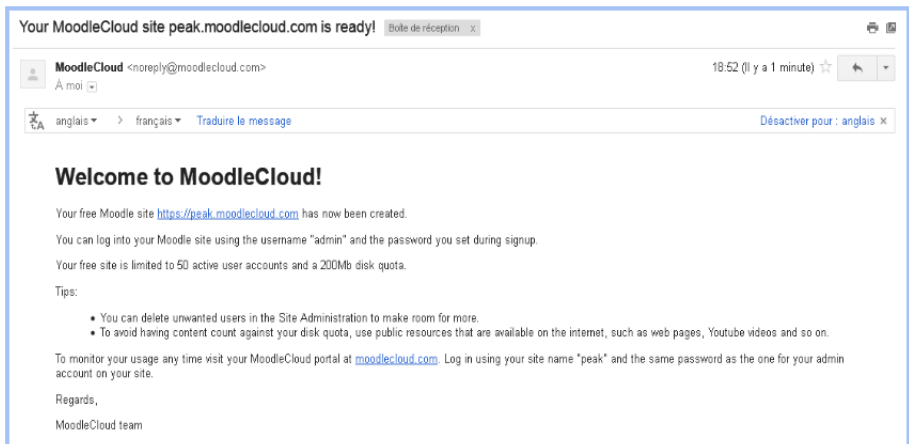 Your MoodleCloud site peak.moodlecloud.com is ready! Boîte de réception x
MoodleCloud <noreply@moodlecloud.com> 18:52 (Il y a 1 minute)
À moi
anglais > français Traduire le message Désactiver pour : anglais ×
Welcome to MoodleCloud!
Your free Moodle site https://peak.moodlecloud.com has now been created.
You can log into your Moodle site using the username "admin" and the password you set during signup.
Your free site is limited to 50 active user accounts and a 200Mb disk quota.
Tips:
• You can delete unwanted users in the Site Administration to make room for more.
• To avoid having content count against your disk quota, use public resources that are available on the internet, such as web pages, Youtube videos and so on.
To monitor your usage any time visit your MoodleCloud portal at moodlecloud.com. Log in using your site name "peak" and the same password as the one for your admin
account on your site.
Regards,
MoodleCloud team